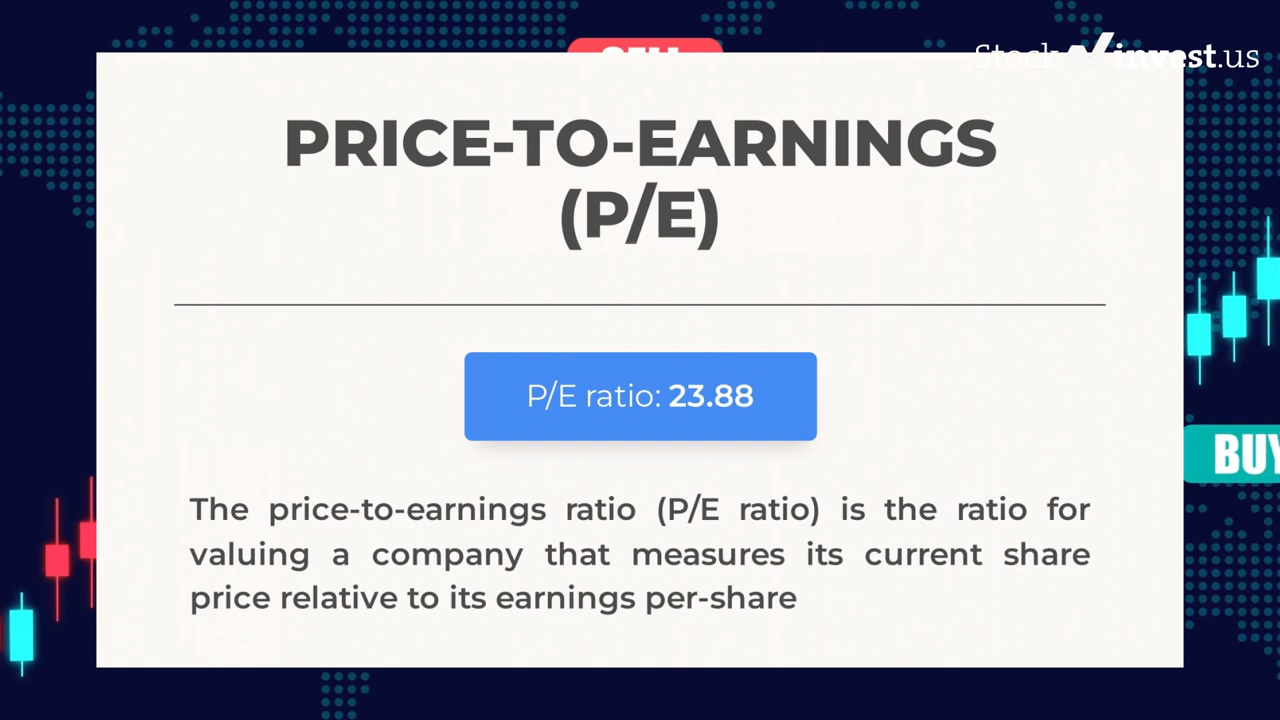 StockInvest.us
PRICE-TO-EARNINGS
(P/E)
P/E ratio: 23.88
The price-to-earnings ratio (P/E ratio) is the ratio for
valuing a company that measures its current share
price relative to its earnings per-share